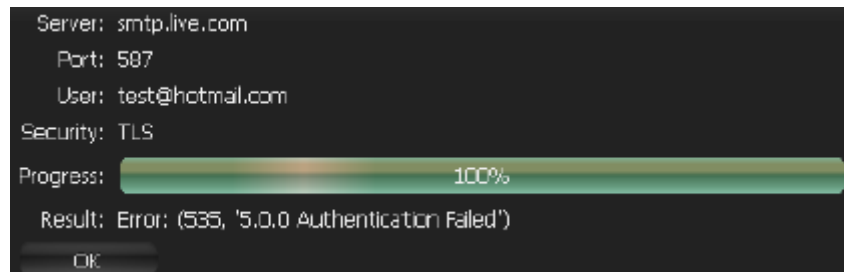 Server: smtp.live.com
Port: 587
User: test@hotmail.com
Security: TLS
Progress: 100%
Result: Error: (535, '5.0.0 Authentication Failed')
OK